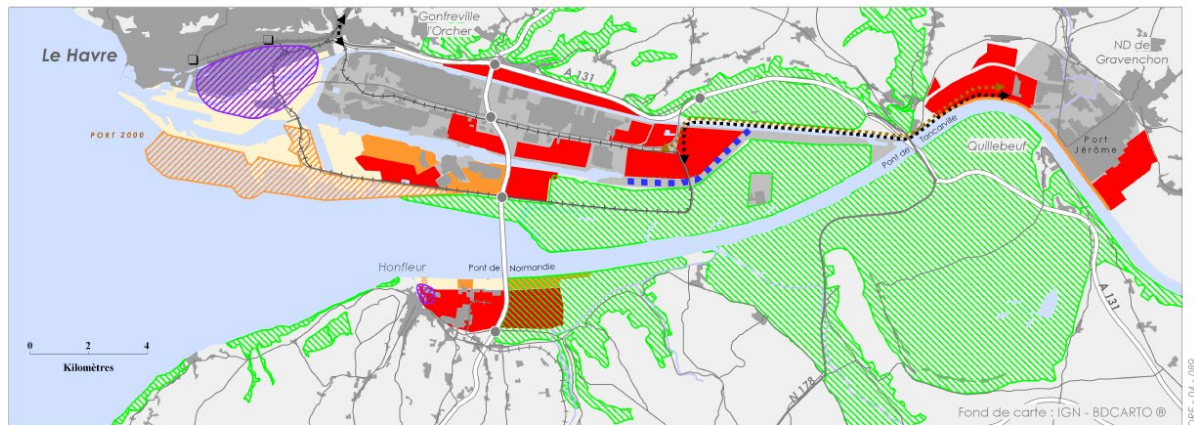 Le Havre
Gonfreville
l'Orcher
ND de
Gravenchon
A 131
PORT 2000
Pont de Tancarville
Quillebeuf
Port
Jérôme
Honfleur
Pont de Normandie
A 131
N 178
0 2 4
Kilomètres
Fond de carte : IGN - BDCARTO ®